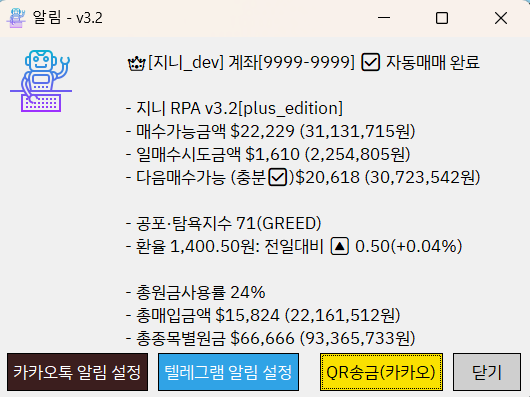 알림 - v3.2
[지니_dev] 계좌[9999-9999] ☑ 자동매매 완료
- 지니 RPA v3.2[plus_edition]
- 매수가능금액 $22,229 (31,131,715원)
- 일매수시도금액 $1,610 (2,254,805원)
- 다음매수가능 (충분☑)$20,618 (30,723,542원)
- 공포·탐욕지수 71(GREED)
- 환율 1,400.50원: 전일대비 🔼 0.50(+0.04%)
- 총원금사용률 24%
- 총매입금액 $15,824 (22,161,512원)
- 총종목별원금 $66,666 (93,365,733원)
카카오톡 알림 설정 텔레그램 알림 설정 QR송금(카카오) 닫기